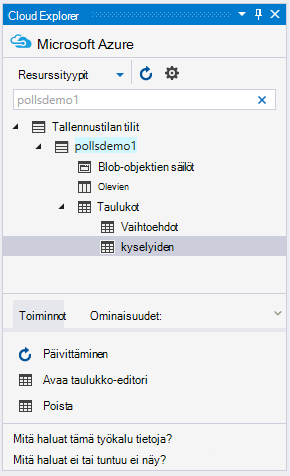 Cloud Explorer
Microsoft Azure
Resurssityypit
pollsdemo1
Tallennustilan tilit
pollsdemo1
Blob-objektien säilöt
Olevien
Taulukot
Vaihtoehdot
kyselyiden
Toiminnot Ominaisuudet:
Päivittäminen
Avaa taulukko-editori
Poista
Mitä haluat tämä työkalu tietoja?
Mitä haluat ei tai tuntuu ei näy?